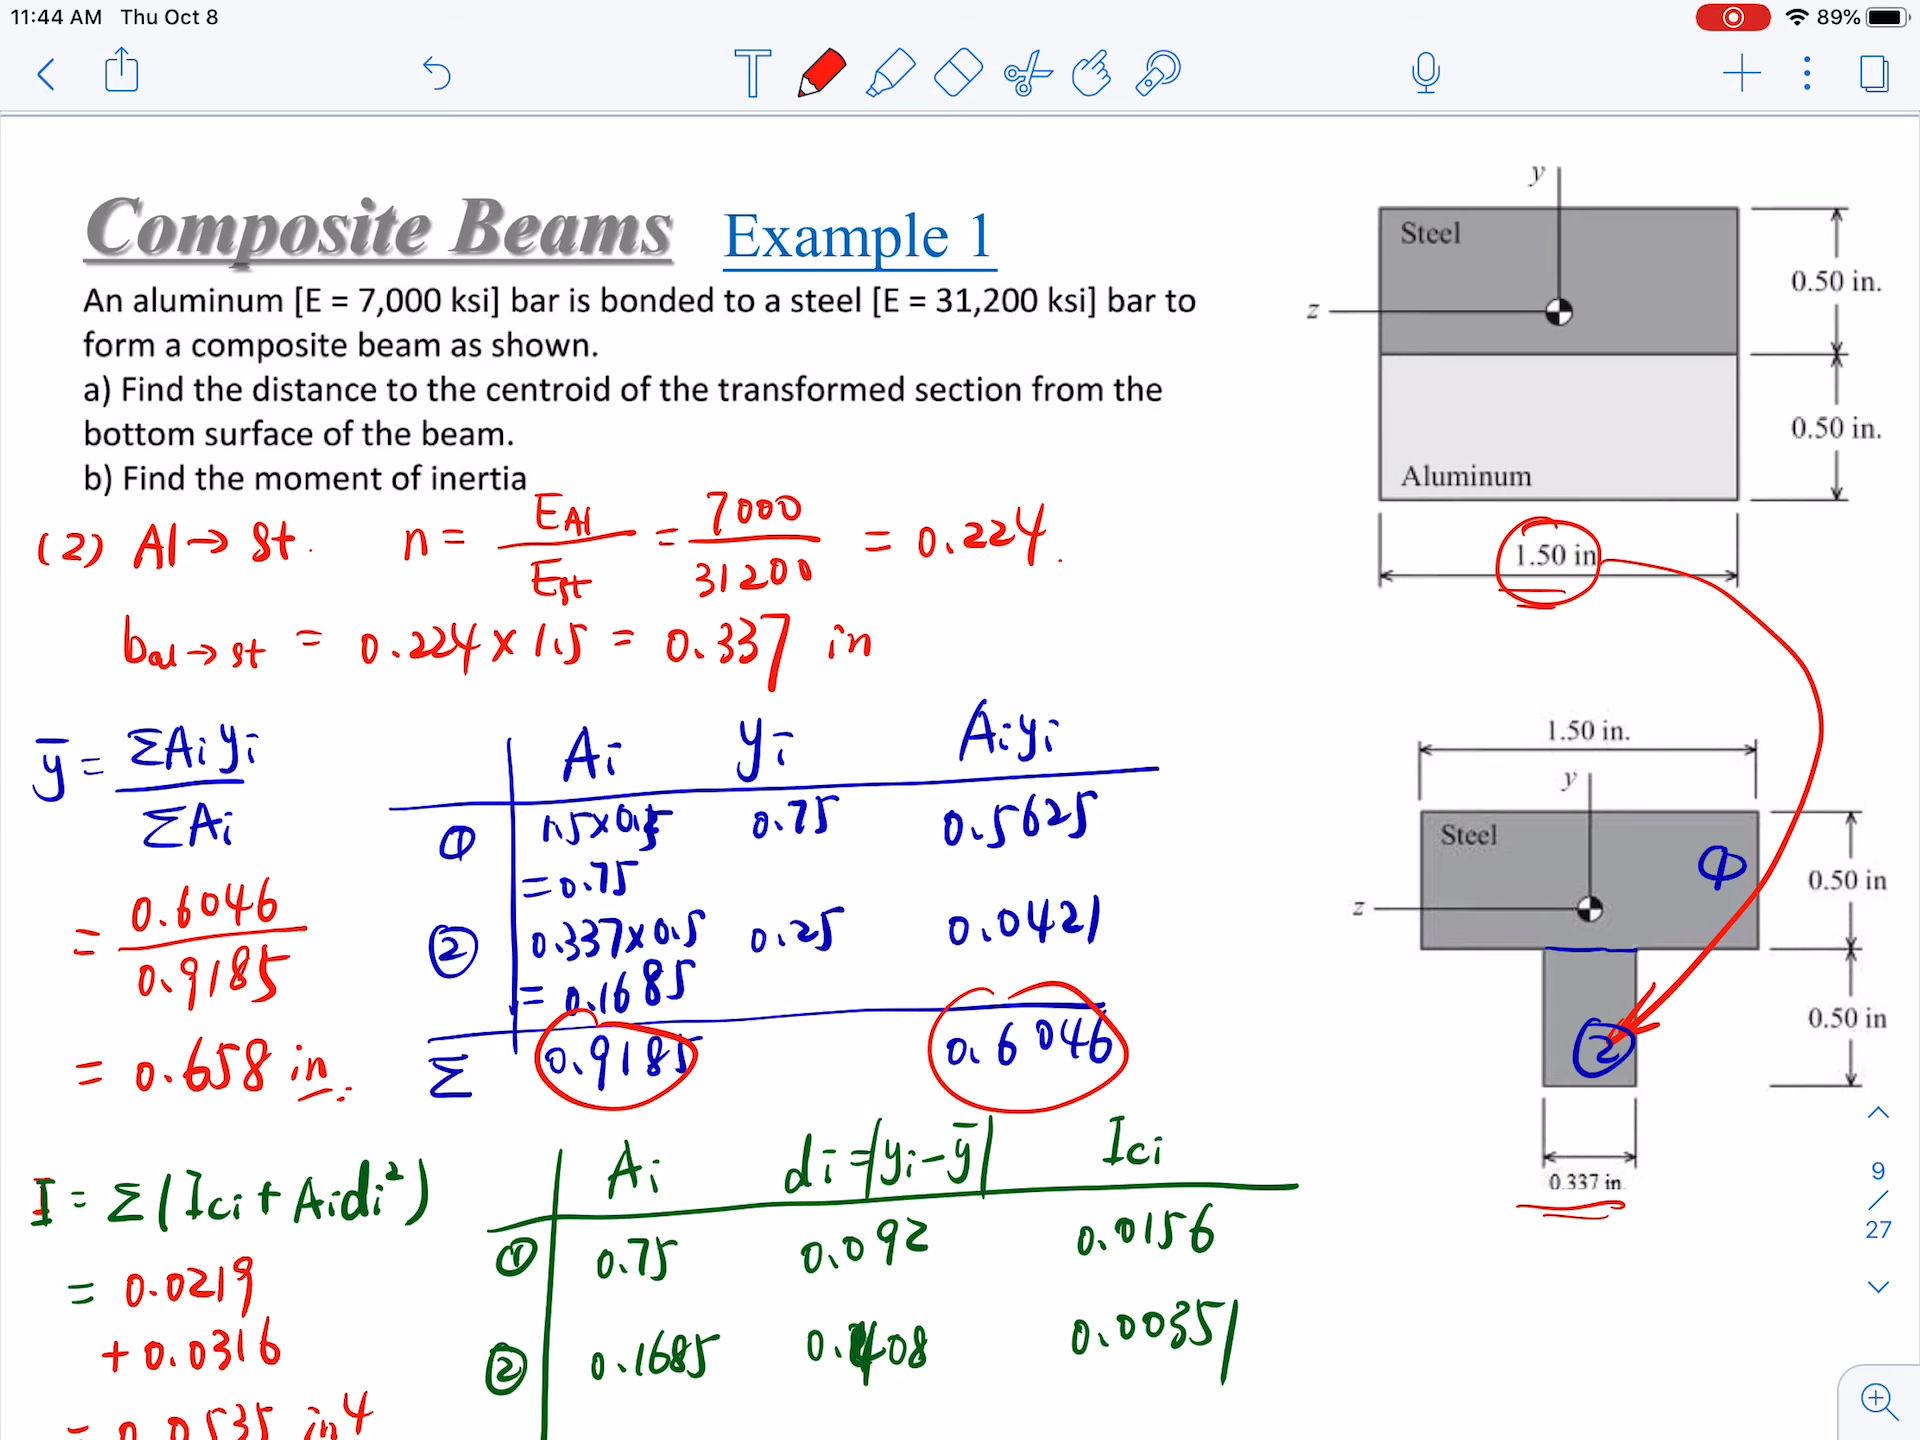 11:44 AM Thu Oct 8
89%
Composite Beams Example 1
An aluminum [E = 7,000 ksi] bar is bonded to a steel [E = 31,200 ksi] bar to
form a composite beam as shown.
a) Find the distance to the centroid of the transformed section from the
bottom surface of the beam.
b) Find the moment of inertia
(2) Al → St. n = E_Al / E_st = 7000 / 31200 = 0.224.
b_al→st = 0.224 × 1.5 = 0.337 in
ȳ = ΣAiyi / ΣAi
= 0.6046 / 0.9185
= 0.658 in.
Ai yi Aiyi
① 1.5×0.5 0.75 0.5625
= 0.75
② 0.337×0.5 0.25 0.0421
= 0.1685
Σ 0.9185 0.6046
I = Σ(Ici + Aidi²)
= 0.0219
+ 0.0316
= 0.0535 in⁴
Ai di = |yi - ȳ| Ici
① 0.75 0.092 0.0156
② 0.1685 0.408 0.00351
y
Steel
0.50 in.
z
0.50 in.
Aluminum
1.50 in
1.50 in.
y
Steel
①
0.50 in
z
0.50 in
②
0.337 in.
9
/
27